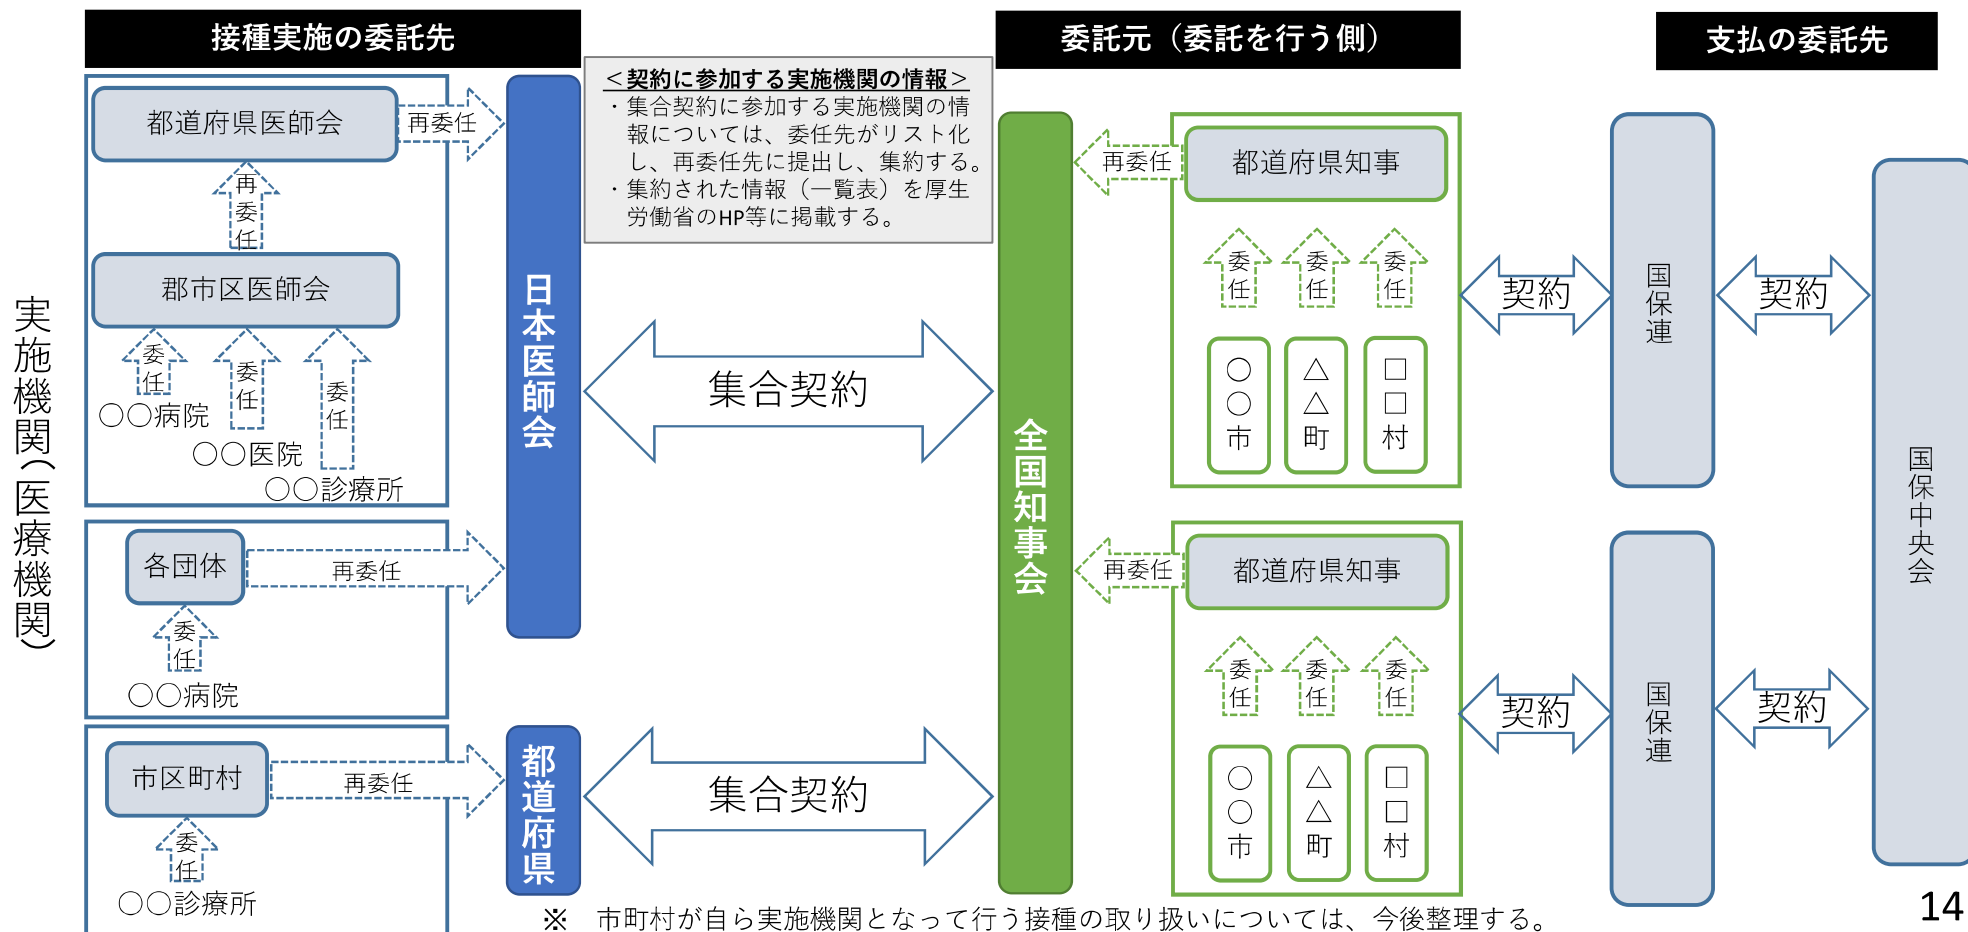 接種実施の委託先
委託元（委託を行う側）
支払の委託先
実施機関（医療機関）
都道府県医師会
再委任
再委任
郡市区医師会
委任
委任
委任
○○病院
○○医院
○○診療所
各団体
再委任
委任
○○病院
市区町村
再委任
委任
○○診療所
日本医師会
都道府県
＜契約に参加する実施機関の情報＞
・集合契約に参加する実施機関の情
報については、委任先がリスト化
し、再委任先に提出し、集約する。
・集約された情報（一覧表）を厚生
労働省のHP等に掲載する。
集合契約
集合契約
全国知事会
再委任
都道府県知事
委任
委任
委任
○○市
△△町
□□村
再委任
都道府県知事
委任
委任
委任
○○市
△△町
□□村
契約
契約
国保連
国保連
契約
契約
国保中央会
※　市町村が自ら実施機関となって行う接種の取り扱いについては、今後整理する。
14